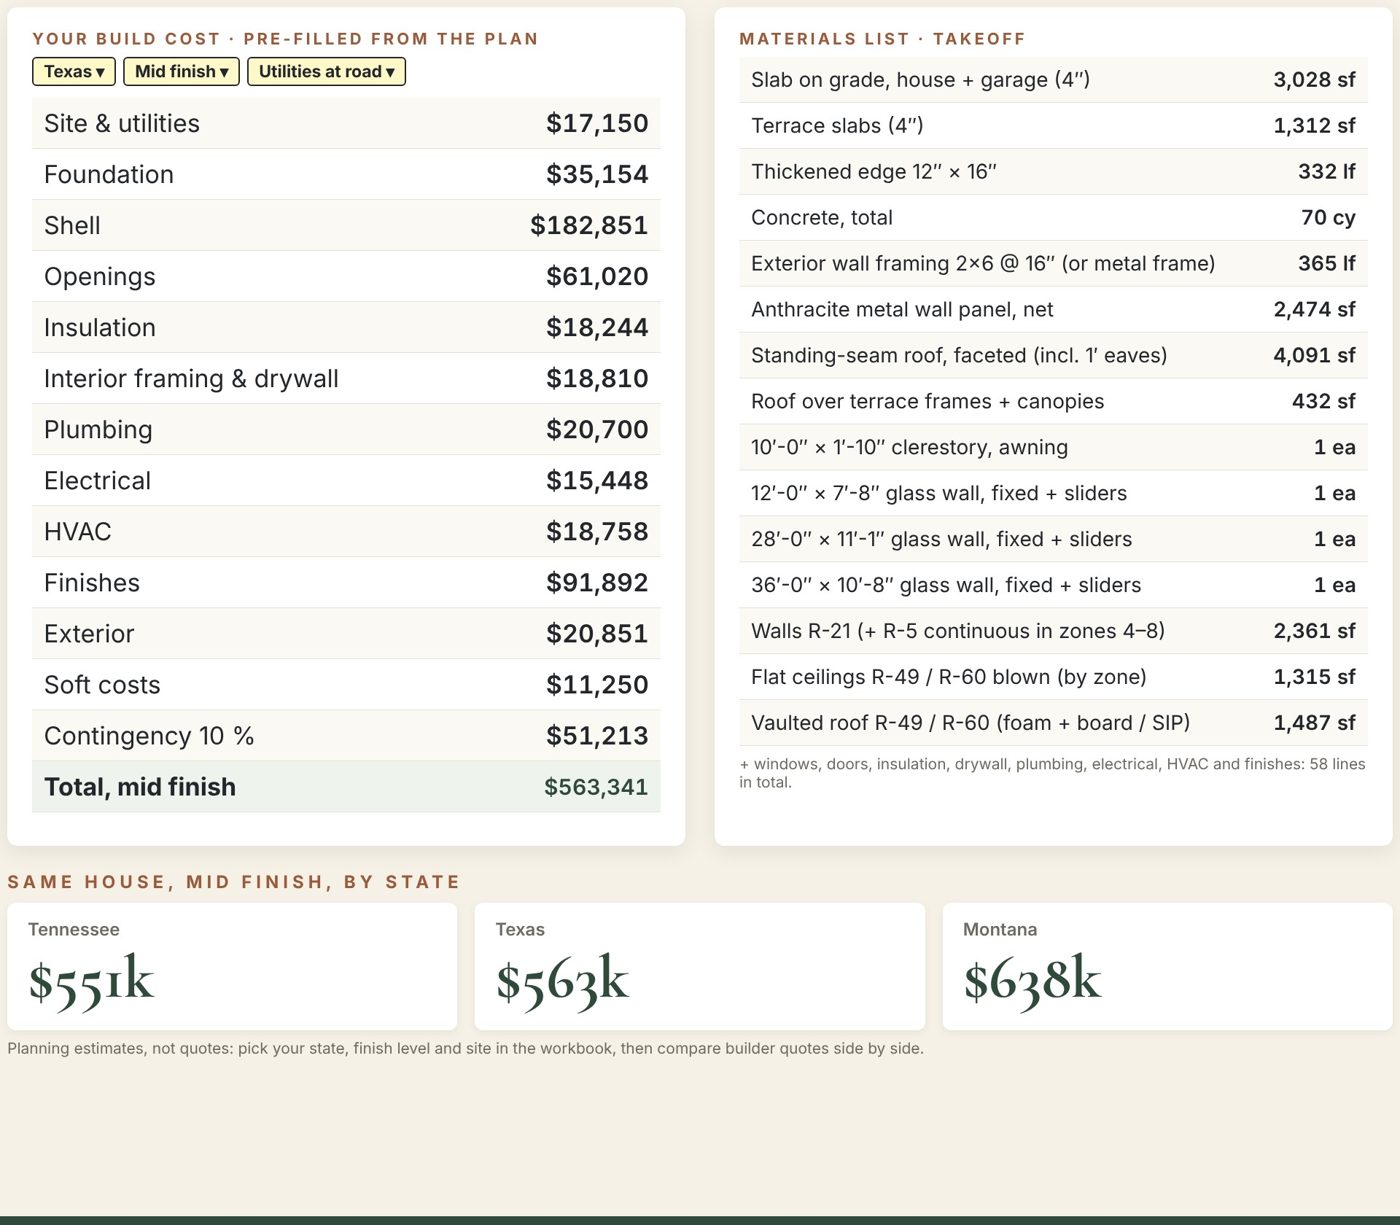 YOUR BUILD COST · PRE-FILLED FROM THE PLAN
Texas ▾ Mid finish ▾ Utilities at road ▾
Site & utilities $17,150
Foundation $35,154
Shell $182,851
Openings $61,020
Insulation $18,244
Interior framing & drywall $18,810
Plumbing $20,700
Electrical $15,448
HVAC $18,758
Finishes $91,892
Exterior $20,851
Soft costs $11,250
Contingency 10 % $51,213
Total, mid finish $563,341
MATERIALS LIST · TAKEOFF
Slab on grade, house + garage (4″) 3,028 sf
Terrace slabs (4″) 1,312 sf
Thickened edge 12″ × 16″ 332 lf
Concrete, total 70 cy
Exterior wall framing 2×6 @ 16″ (or metal frame) 365 lf
Anthracite metal wall panel, net 2,474 sf
Standing-seam roof, faceted (incl. 1′ eaves) 4,091 sf
Roof over terrace frames + canopies 432 sf
10′-0″ × 1′-10″ clerestory, awning 1 ea
12′-0″ × 7′-8″ glass wall, fixed + sliders 1 ea
28′-0″ × 11′-1″ glass wall, fixed + sliders 1 ea
36′-0″ × 10′-8″ glass wall, fixed + sliders 1 ea
Walls R-21 (+ R-5 continuous in zones 4–8) 2,361 sf
Flat ceilings R-49 / R-60 blown (by zone) 1,315 sf
Vaulted roof R-49 / R-60 (foam + board / SIP) 1,487 sf
+ windows, doors, insulation, drywall, plumbing, electrical, HVAC and finishes: 58 lines
in total.
SAME HOUSE, MID FINISH, BY STATE
Tennessee
$551k
Texas
$563k
Montana
$638k
Planning estimates, not quotes: pick your state, finish level and site in the workbook, then compare builder quotes side by side.